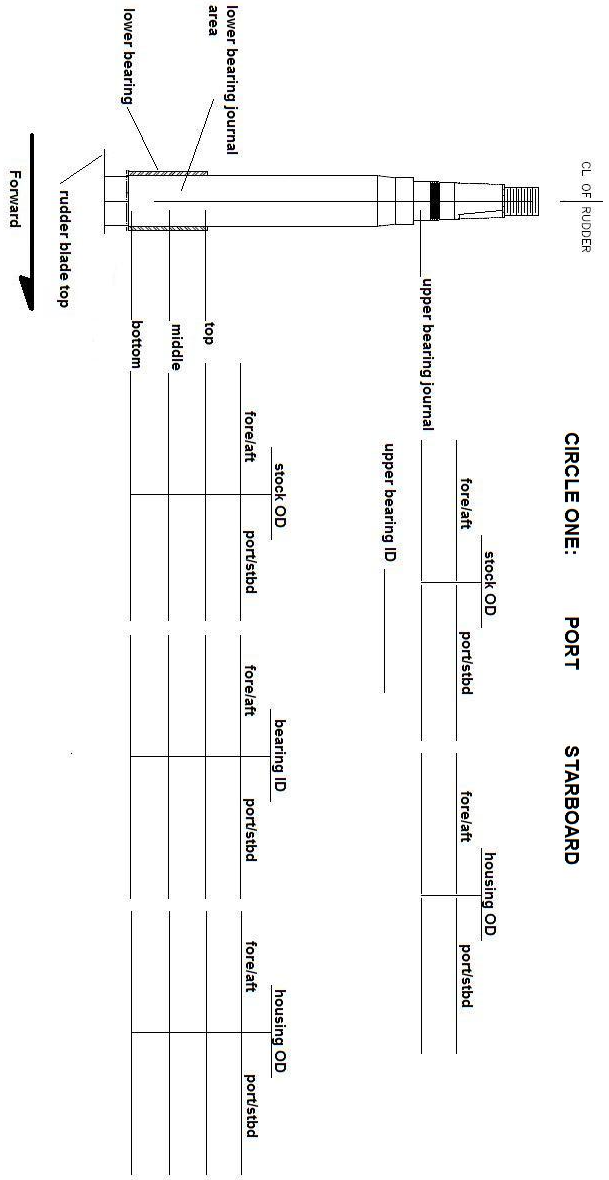 CIRCLE ONE: PORT STARBOARD
CL OF RUDDER
stock OD
housing OD
fore/aft
port/stbd
fore/aft
port/stbd
upper bearing journal
upper bearing ID
stock OD
bearing ID
housing OD
fore/aft
port/stbd
fore/aft
port/stbd
fore/aft
port/stbd
lower bearing journal
area
top
middle
bottom
lower bearing
rudder blade top
Forward